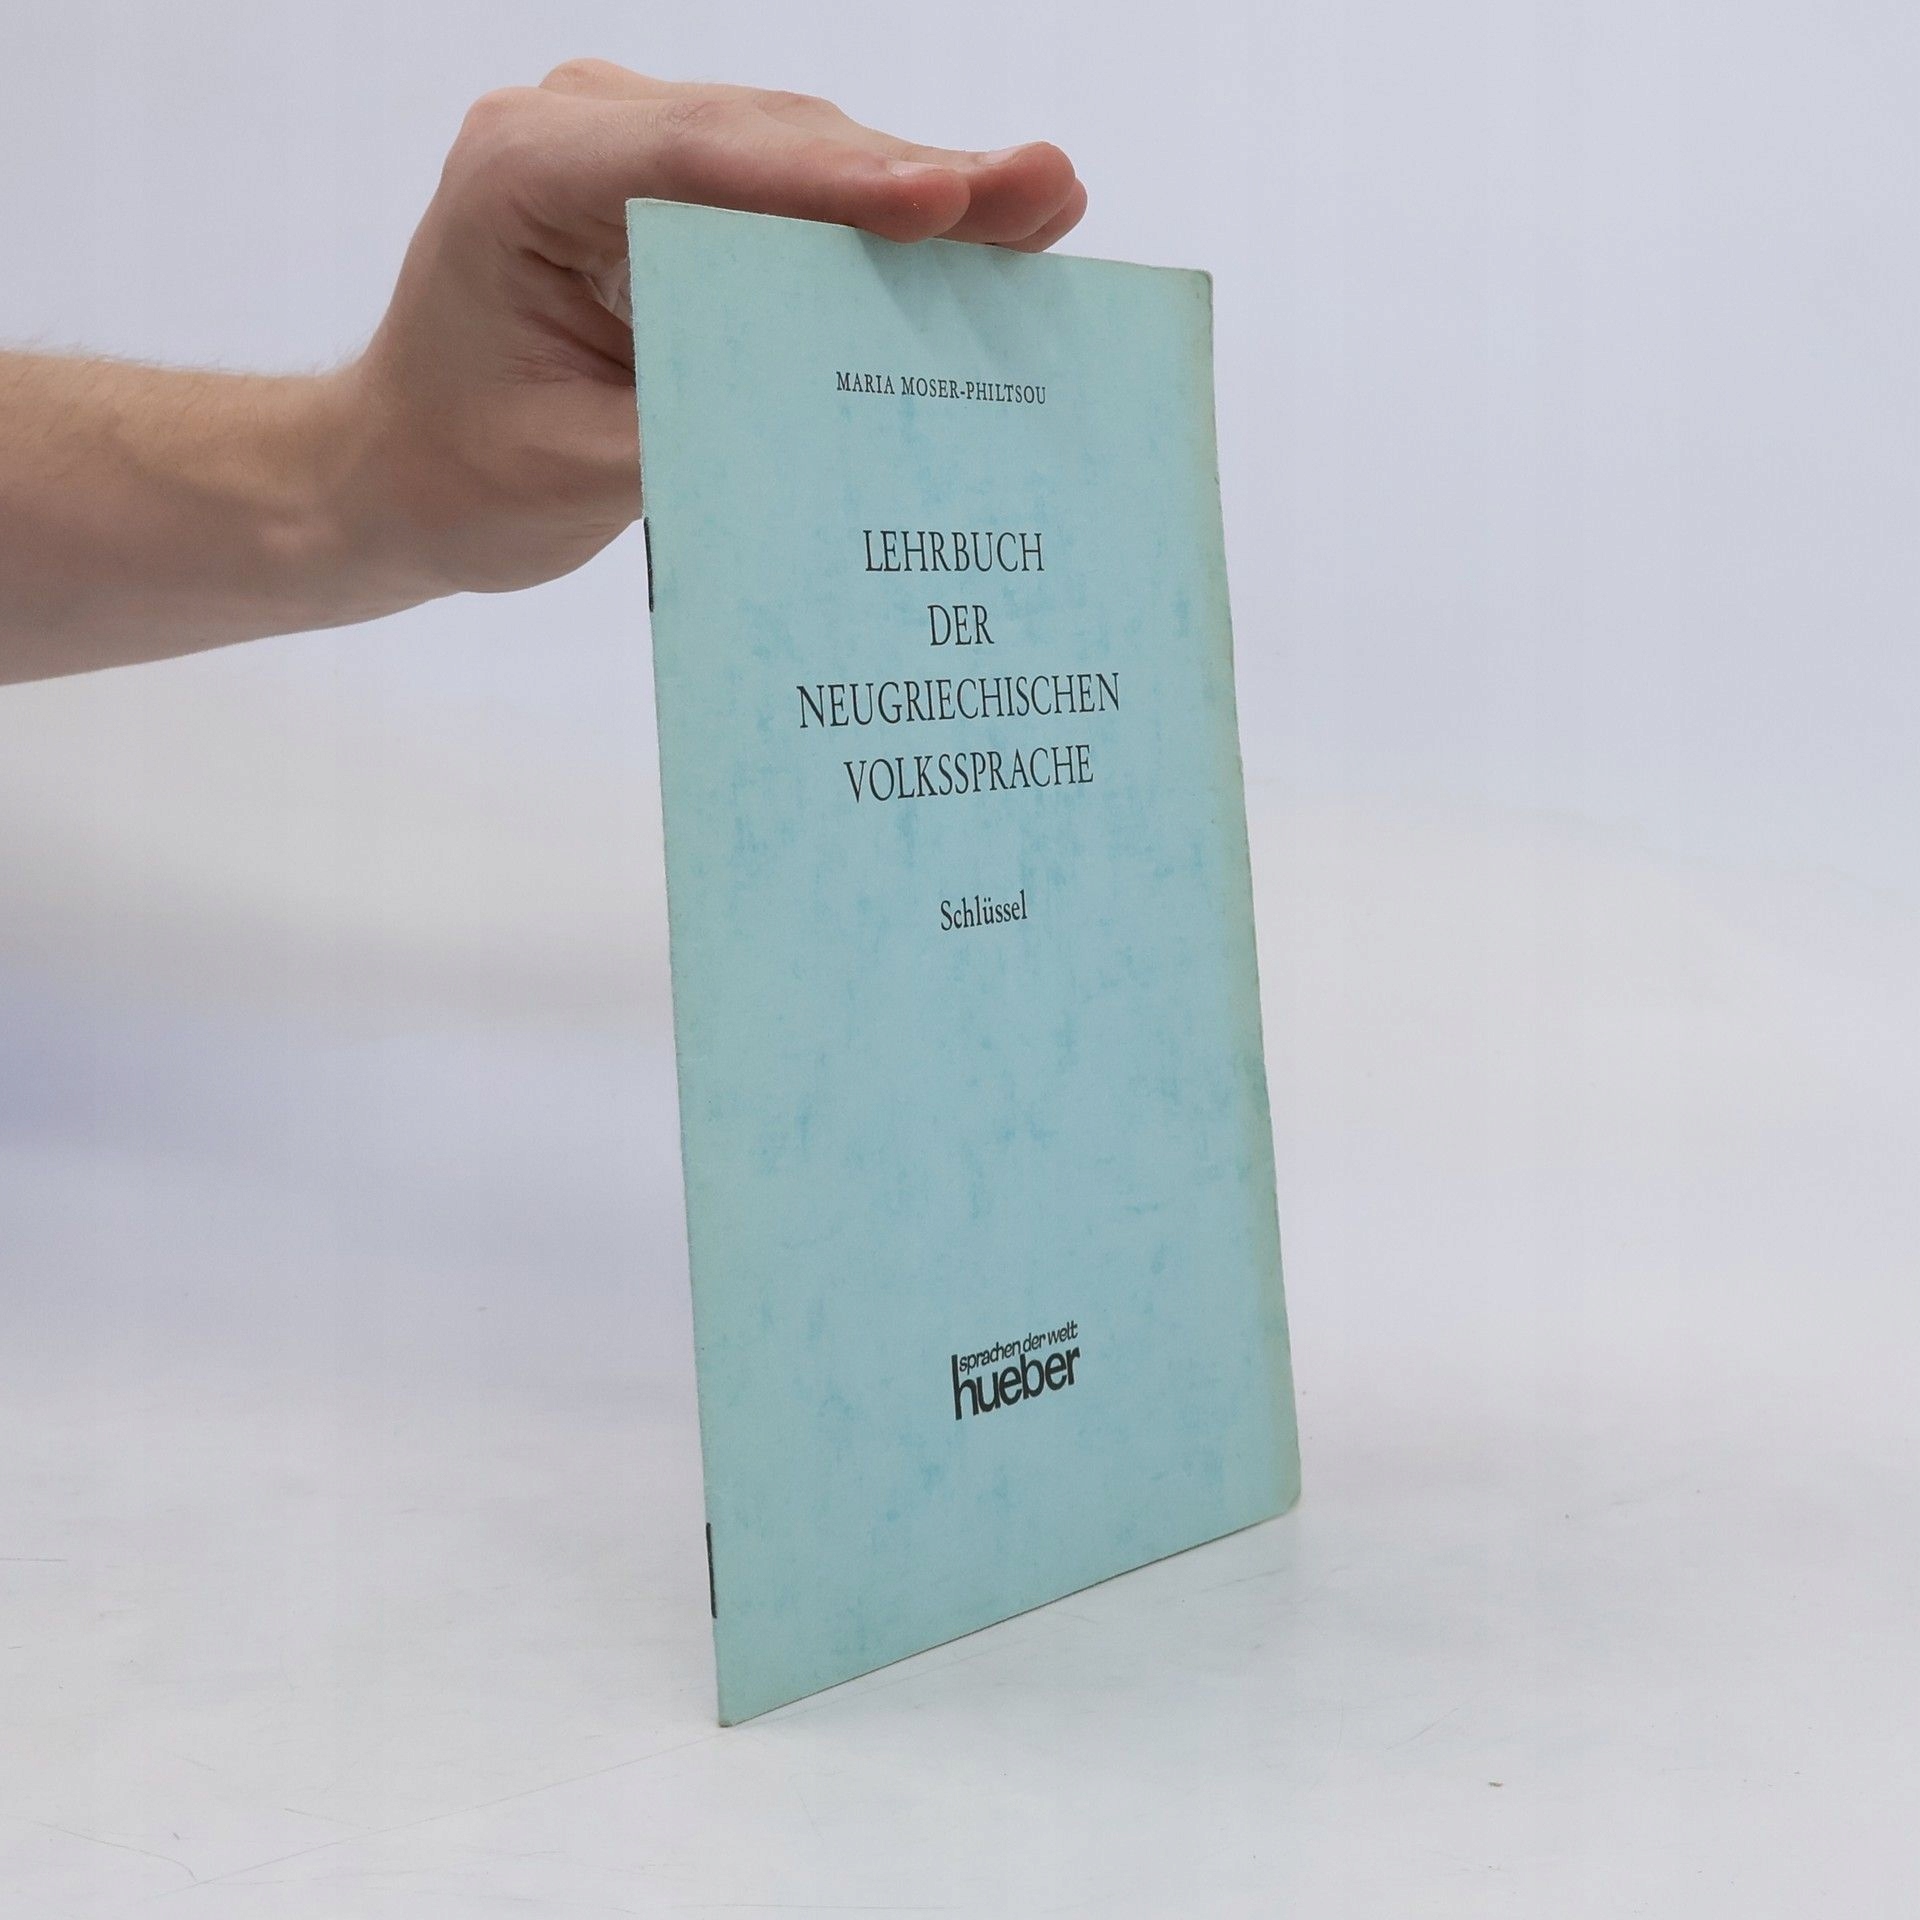 MARIA MOSER-PHILTSOU
LEHRBUCH
DER
NEUGRIECHISCHEN
VOLKSSPRACHE
Schlüssel
sprachen der welt
hueber